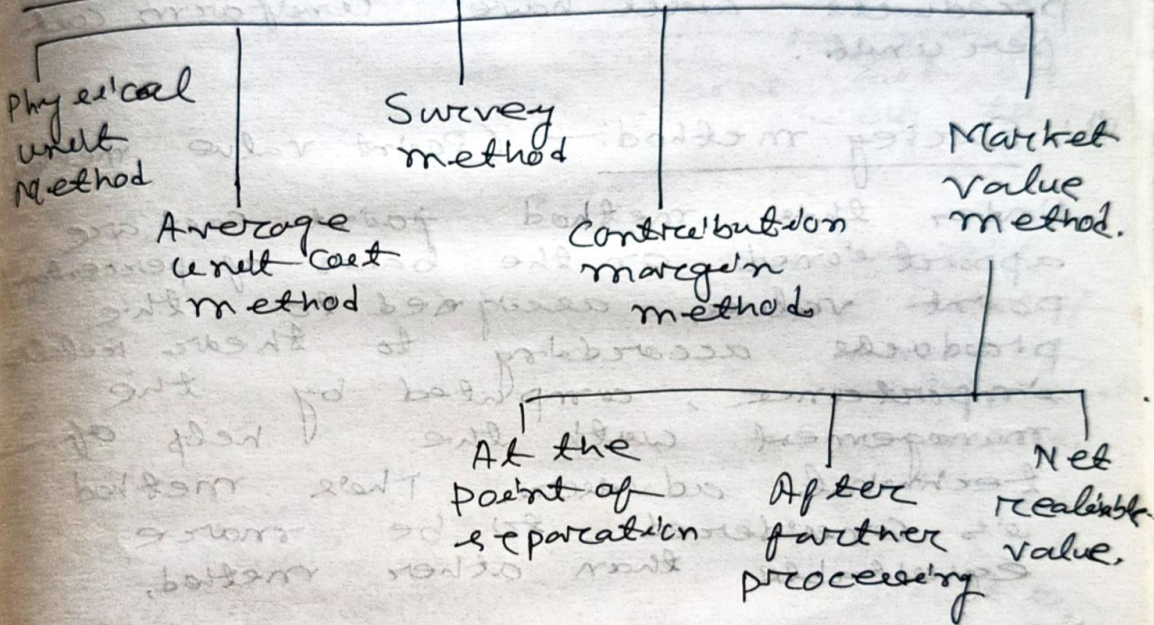 Physical
unit
Method
Average
unit cost
method
Survey
method
Contribution
margin
method
Market
value
method.
At the
point of
separation
After
further
processing
Net
realisable
value.